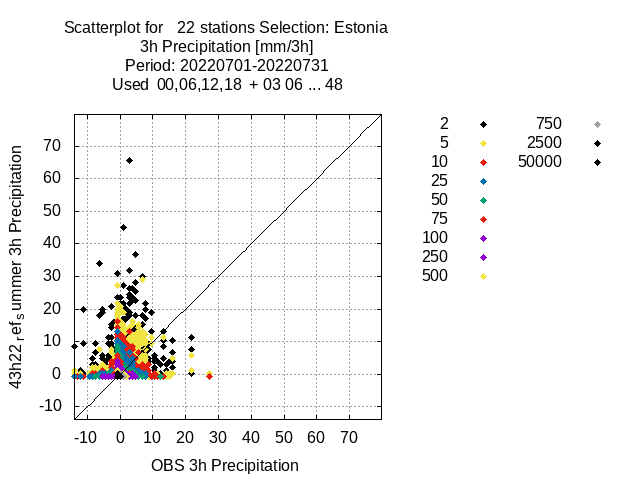 Scatterplot for 22 stations Selection: Estonia
3h Precipitation [mm/3h]
Period: 20220701-20220731
Used 00,06,12,18 + 03 06 ... 48
70
60
50
40
30
20
10
0
-10
43h22_ref_summer 3h Precipitation
-10 0 10 20 30 40 50 60 70
OBS 3h Precipitation
2 750
5 2500
10 50000
25
50
75
100
250
500